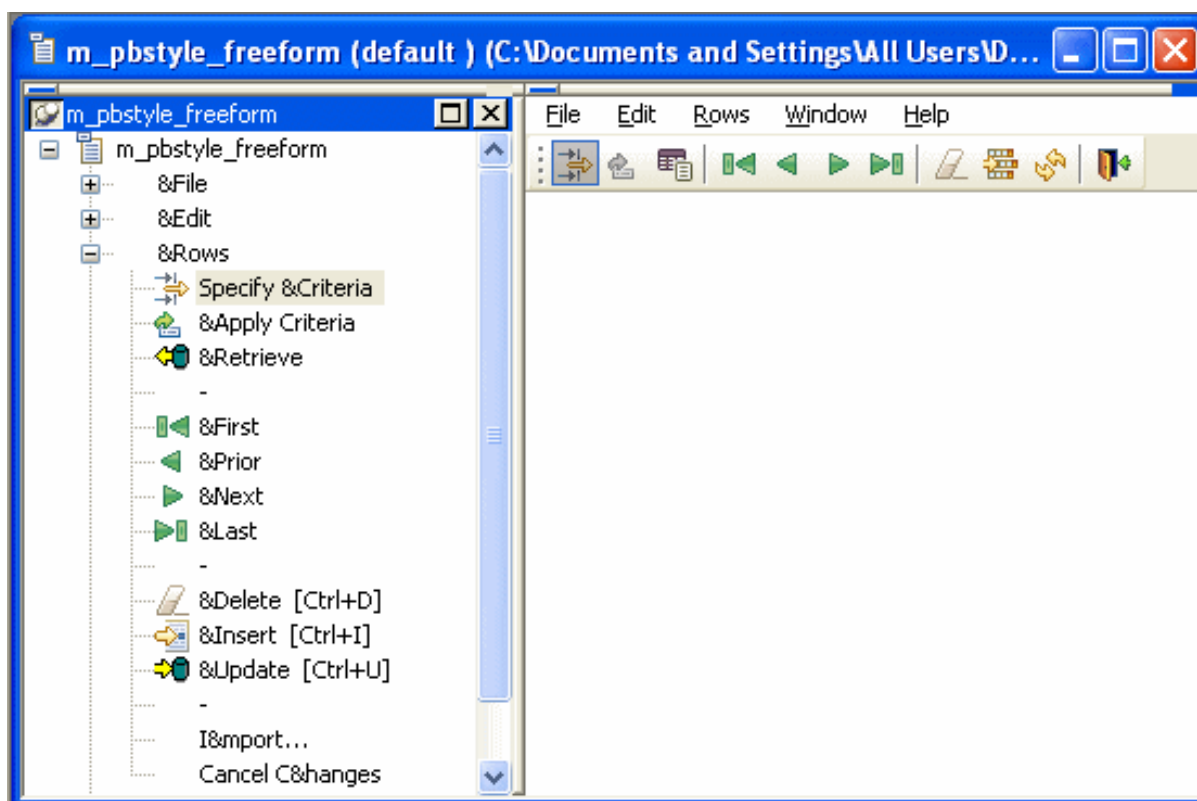 m_pbstyle_freeform (default ) (C:\Documents and Settings\All Users\D...
m_pbstyle_freeform
m_pbstyle_freeform
&File
&Edit
&Rows
Specify &Criteria
&Apply Criteria
&Retrieve
-
&First
&Prior
&Next
&Last
-
&Delete [Ctrl+D]
&Insert [Ctrl+I]
&Update [Ctrl+U]
-
I&mport...
Cancel C&hanges
File Edit Rows Window Help